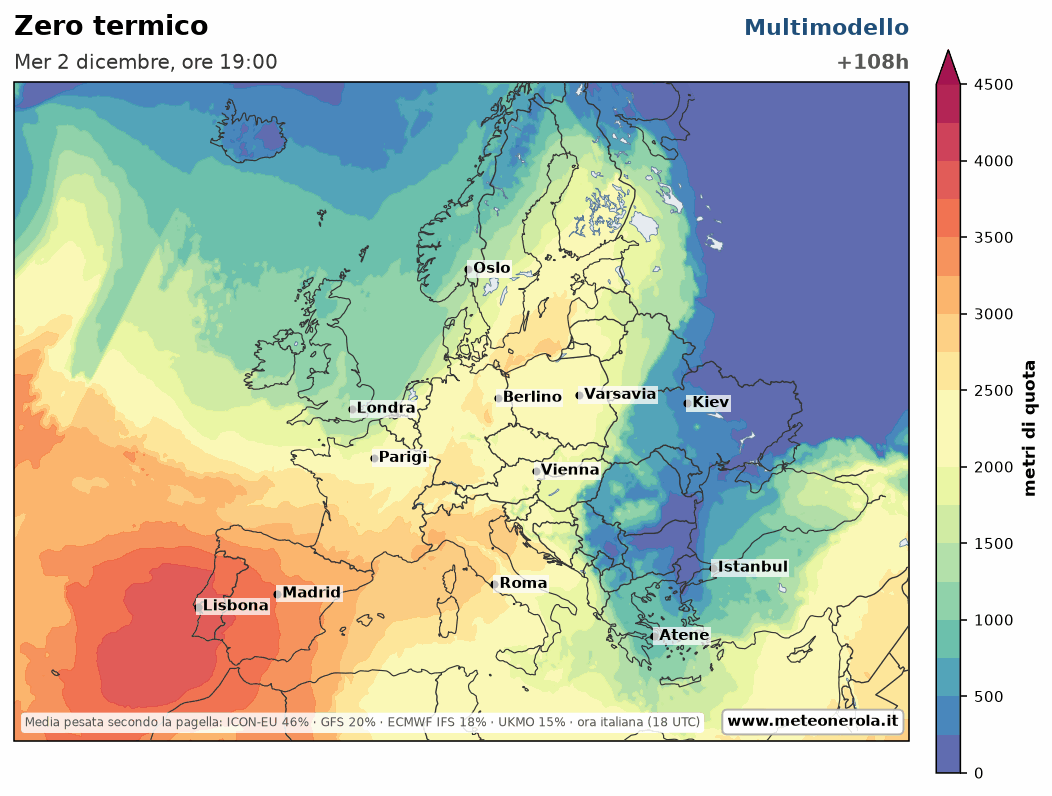 Zero termico
Multimodello
Mer 2 dicembre, ore 19:00
+108h
4500
4000
3500
3000
2500
2000
1500
1000
500
0
metri di quota
Oslo
Londra
Berlino
Varsavia
Kiev
Parigi
Vienna
Istanbul
Roma
Madrid
Lisbona
Atene
Media pesata secondo la pagella: ICON-EU 46% · GFS 20% · ECMWF IFS 18% · UKMO 15% · ora italiana (18 UTC)
www.meteonerola.it